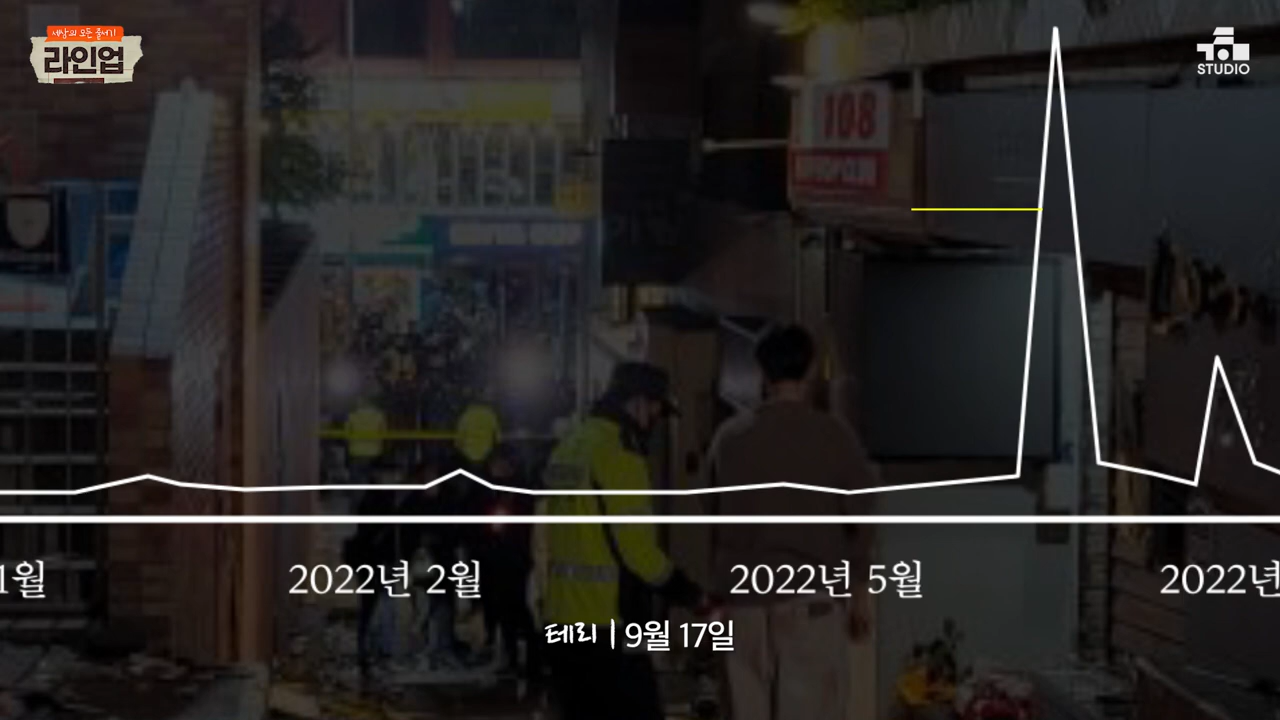 세상의 모든 줄서기
라인업
STUDIO
108
1월
2022년 2월
2022년 5월
2022년
테리 | 9월 17일